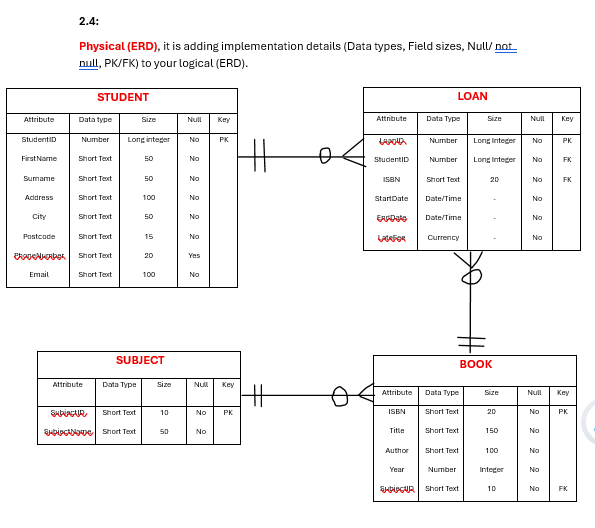 2.4:
Physical (ERD), it is adding implementation details (Data types, Field sizes, Null/ not
null, PK/FK) to your logical (ERD).
STUDENT
Attribute Data type Size Null Key
StudentID Number Long integer No PK
FirstName Short Text 50 No
Surname Short Text 50 No
Address Short Text 100 No
City Short Text 50 No
Postcode Short Text 15 No
PhoneNumber Short Text 20 Yes
Email Short Text 100 No
LOAN
Attribute Data Type Size Null Key
LoanID Number Long Integer No PK
StudentID Number Long Integer No FK
ISBN Short Text 20 No FK
StartDate Date/Time - No
EndDate Date/Time - No
LateFee Currency - No
SUBJECT
Attribute Data Type Size Null Key
SubjectID Short Text 10 No PK
SubjectName Short Text 50 No
BOOK
Attribute Data Type Size Null Key
ISBN Short Text 20 No PK
Title Short Text 150 No
Author Short Text 100 No
Year Number Integer No
SubjectID Short Text 10 No FK